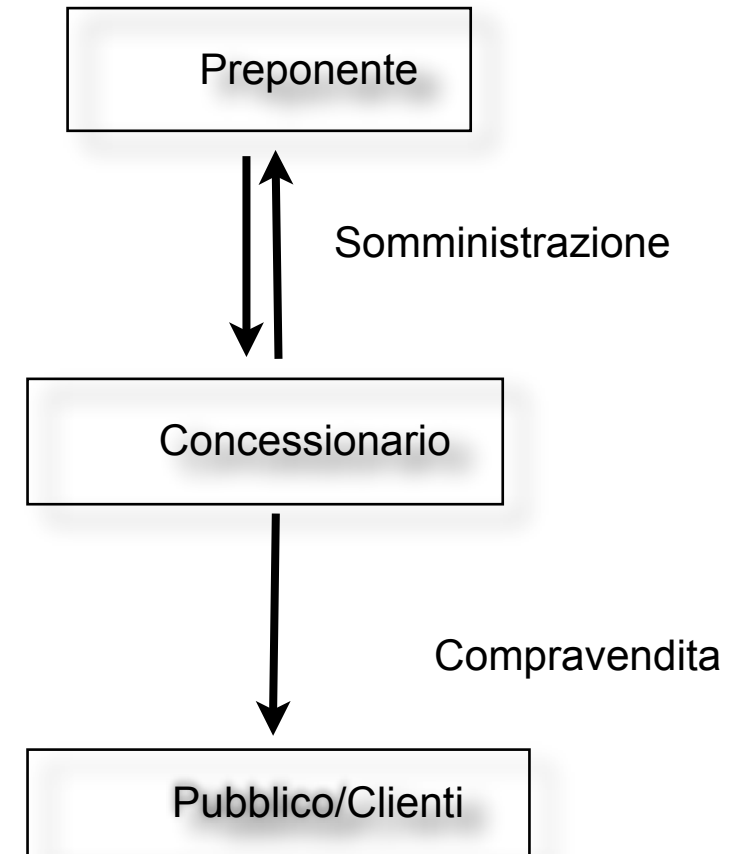 Preponente
Somministrazione
Concessionario
Compravendita
Pubblico/Clienti